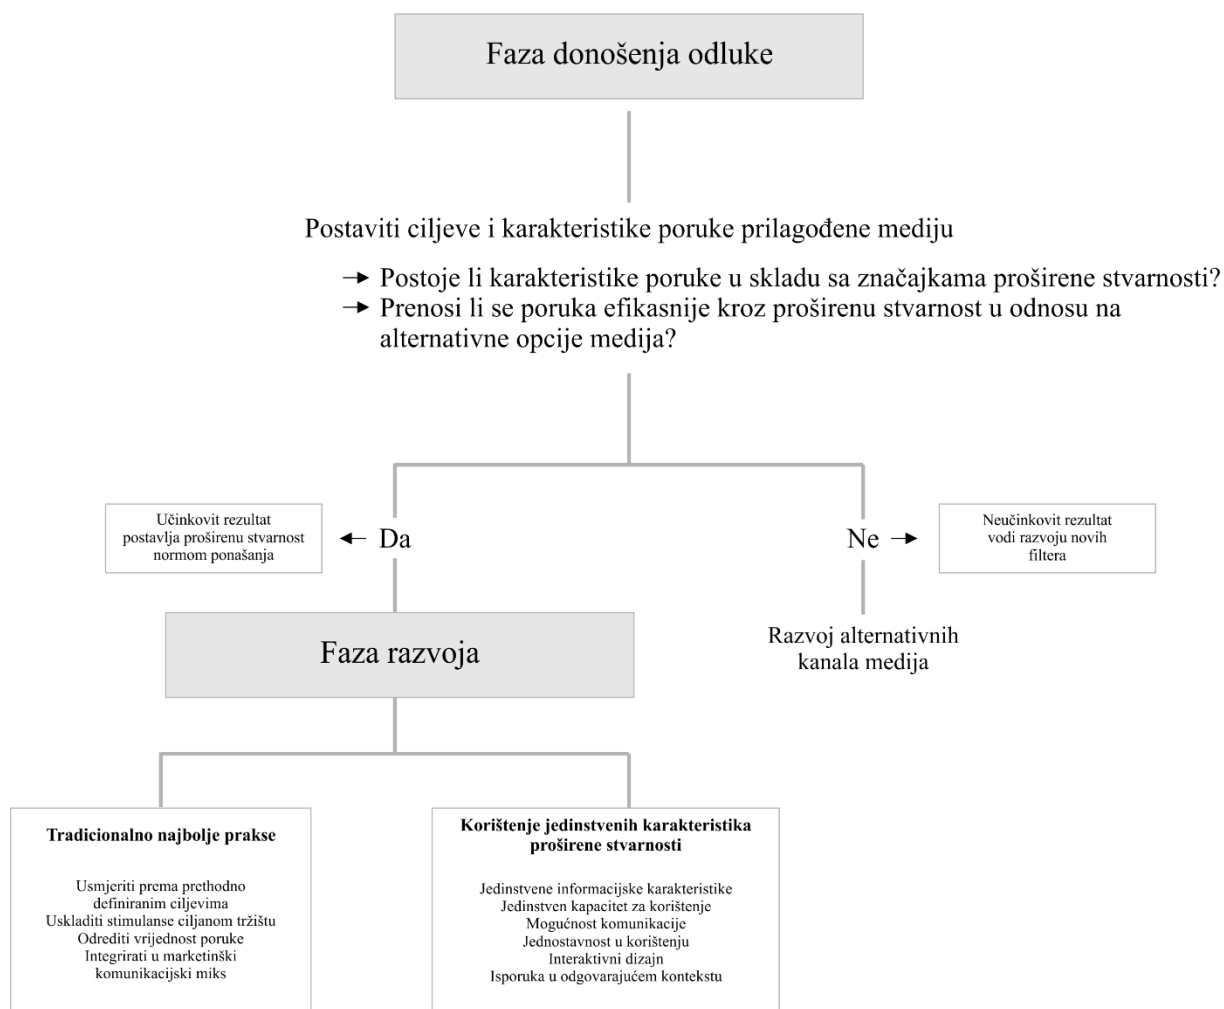 Faza donošenja odluke
Postaviti ciljeve i karakteristike poruke prilagođene mediju
→ Postoje li karakteristike poruke u skladu sa značajkama proširene stvarnosti?
→ Prenosi li se poruka efikasnije kroz proširenu stvarnost u odnosu na
alternativne opcije medija?
Učinkovit rezultat
postavlja proširenu stvarnost
normom ponašanja
← Da
Ne →
Neučinkovit rezultat
vodi razvoju novih
filtera
Faza razvoja
Razvoj alternativnih
kanala medija
Tradicionalno najbolje prakse
Usmjeriti prema prethodno
definiranim ciljevima
Uskladiti stimulanse ciljanom tržištu
Odrediti vrijednost poruke
Integrirati u marketinški
komunikacijski miks
Korištenje jedinstvenih karakteristika
proširene stvarnosti
Jedinstvene informacijske karakteristike
Jedinstven kapacitet za korištenje
Mogućnost komunikacije
Jednostavnost u korištenju
Interaktivni dizajn
Isporuka u odgovarajućem kontekstu